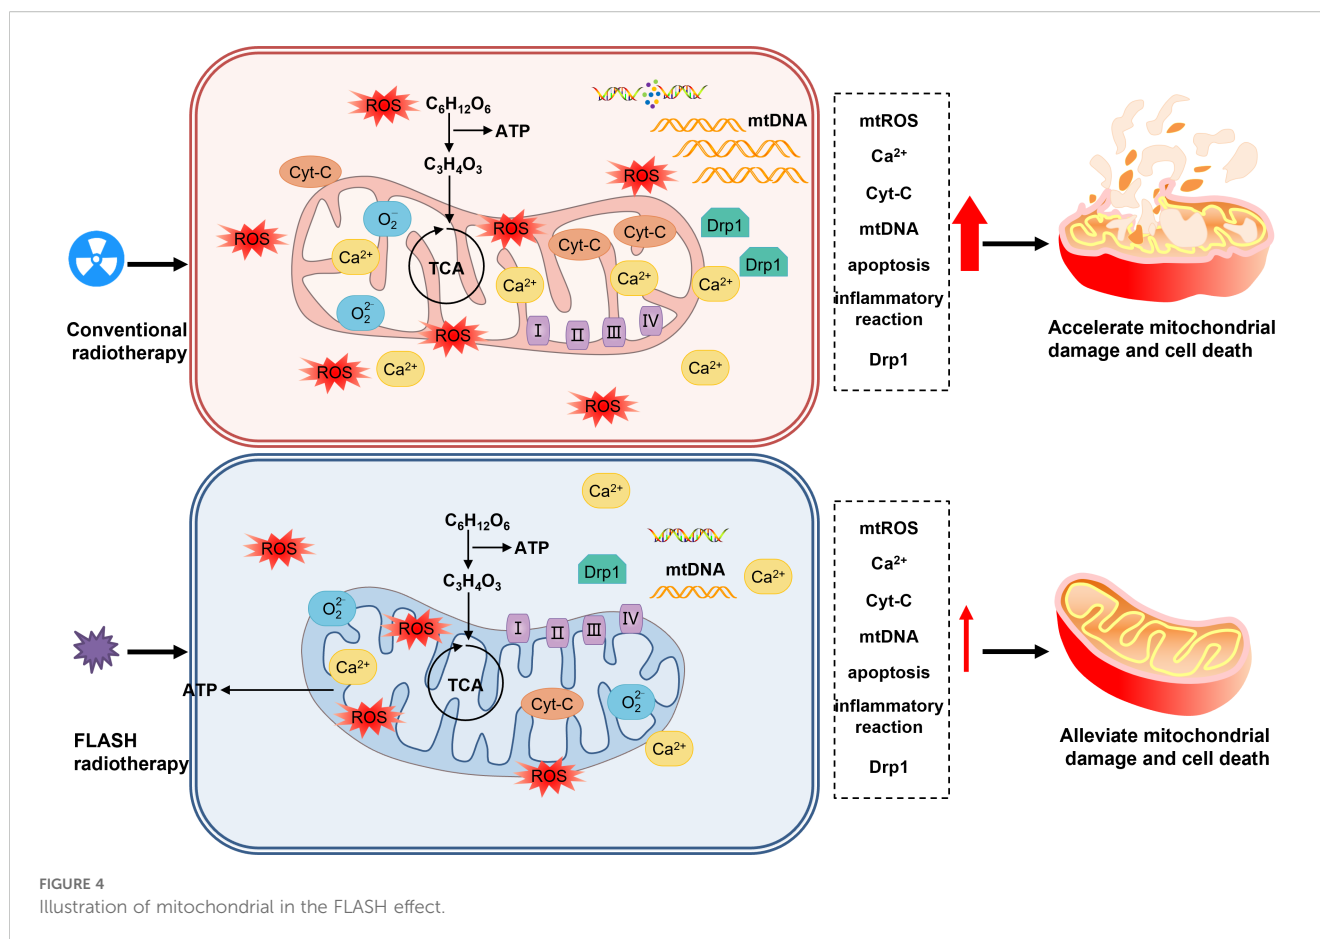 ROS
C₆H₁₂O₆
ATP
mtDNA
C₃H₄O₃
Cyt-C
ROS
O₂⁻
Drp1
ROS
ROS
Cyt-C
Cyt-C
Ca²⁺
TCA
Drp1
Ca²⁺
Ca²⁺
Ca²⁺
O₂²⁻
I
II
III
IV
ROS
ROS
Ca²⁺
Ca²⁺
ROS
Conventional
radiotherapy
mtROS
Ca²⁺
Cyt-C
mtDNA
apoptosis
inflammatory
reaction
Drp1
Accelerate mitochondrial
damage and cell death
Ca²⁺
C₆H₁₂O₆
ROS
ATP
Drp1
mtDNA
Ca²⁺
C₃H₄O₃
O₂²⁻
ROS
I
II
III
IV
Ca²⁺
TCA
ATP
ROS
Cyt-C
O₂²⁻
Ca²⁺
ROS
FLASH
radiotherapy
mtROS
Ca²⁺
Cyt-C
mtDNA
apoptosis
inflammatory
reaction
Drp1
Alleviate mitochondrial
damage and cell death
FIGURE 4
Illustration of mitochondrial in the FLASH effect.